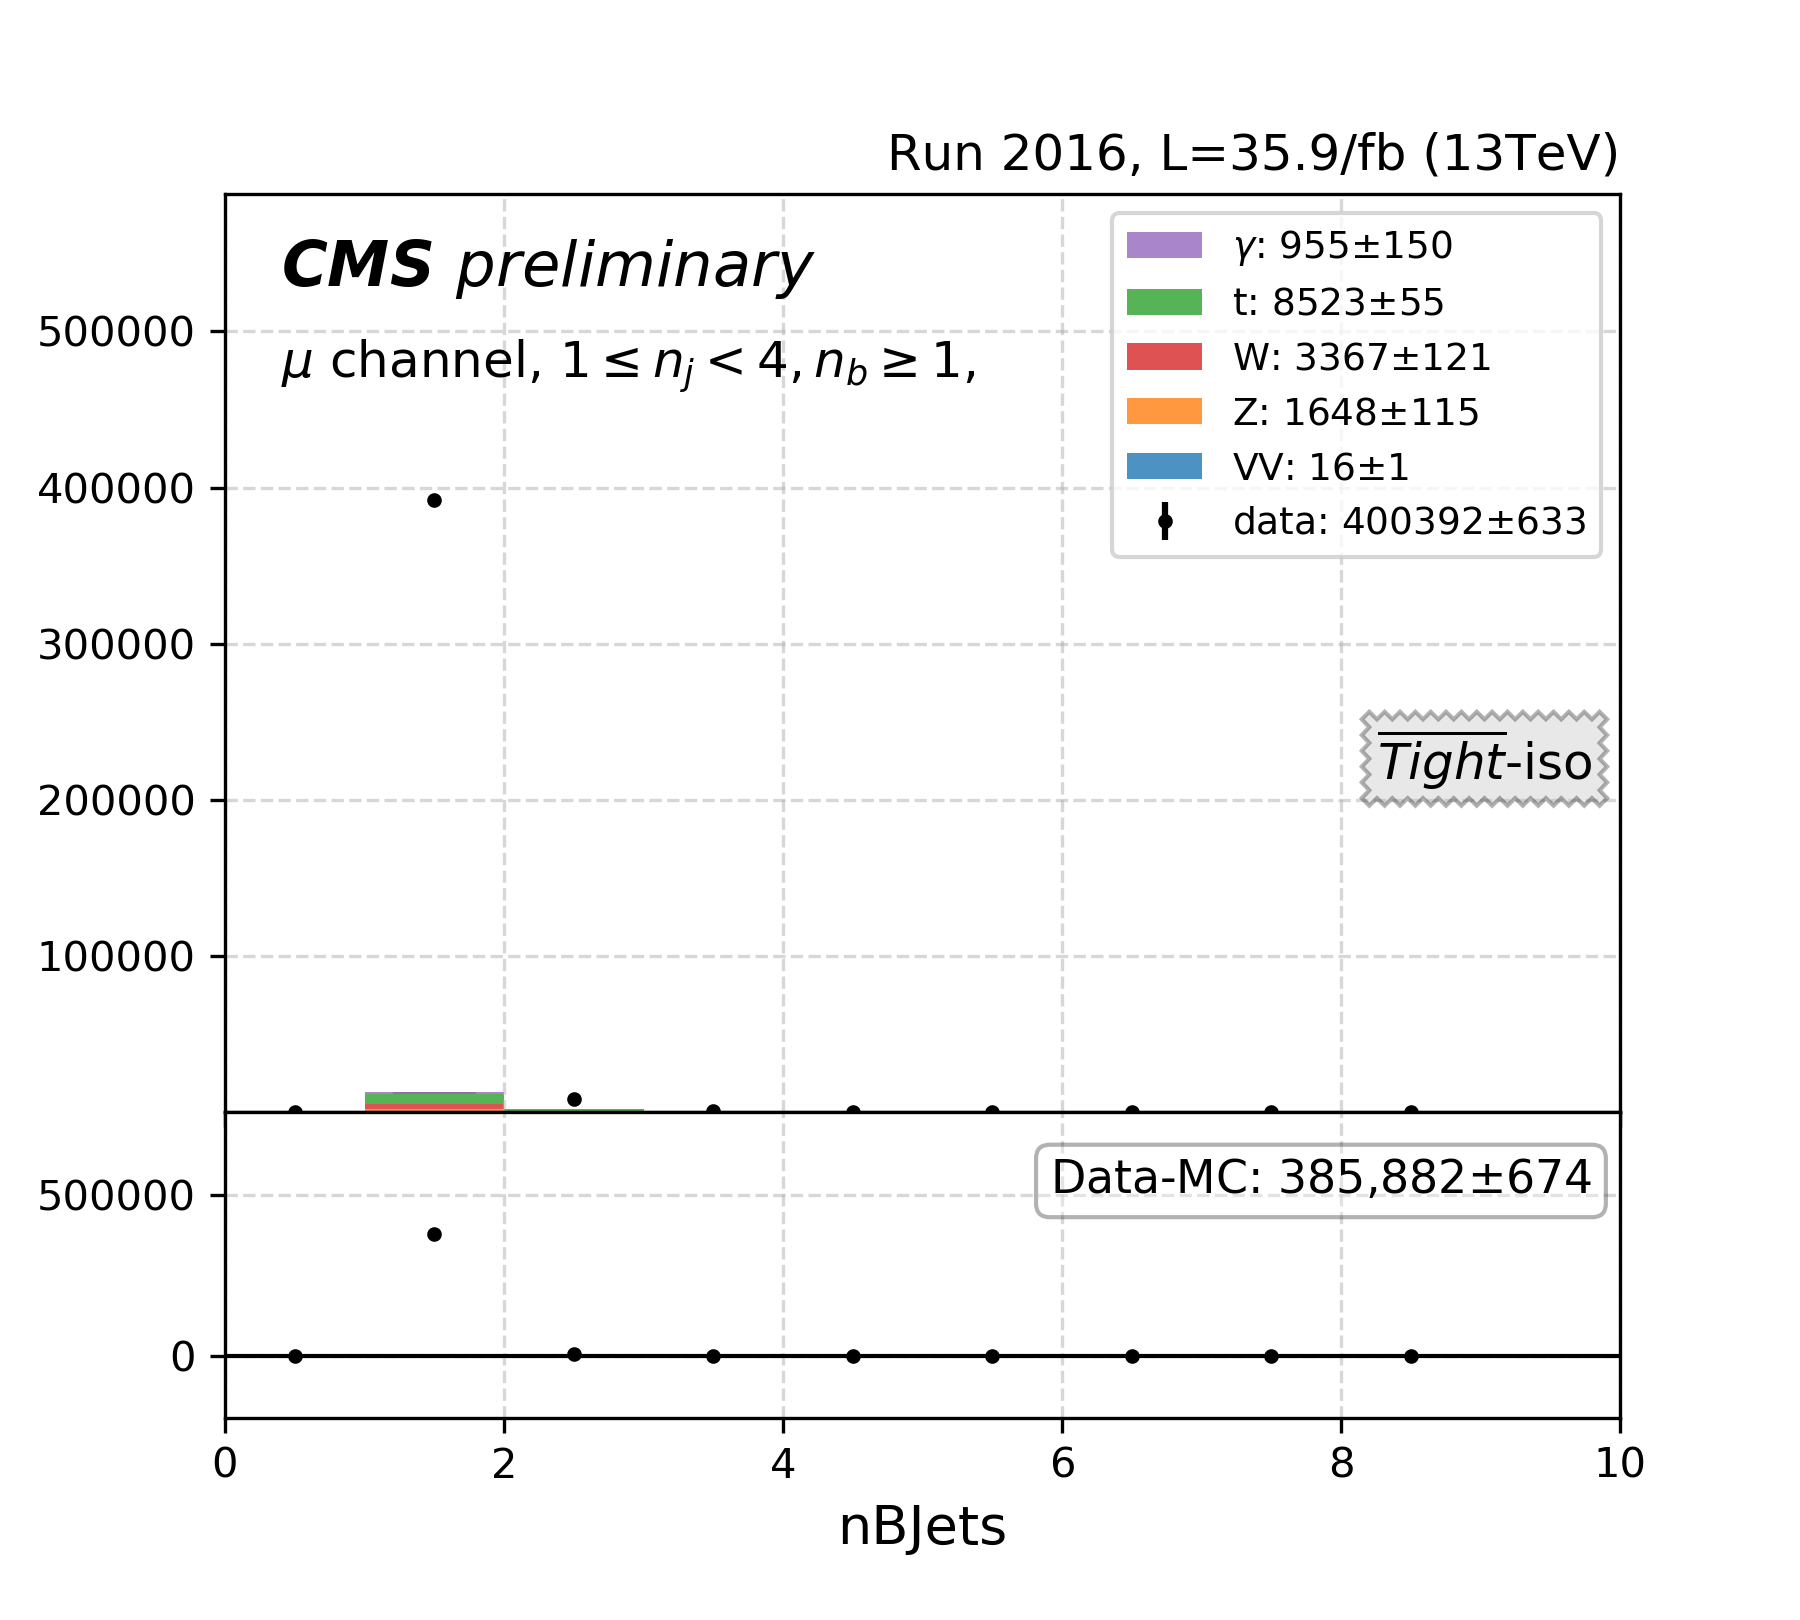 Run 2016, L=35.9/fb (13TeV)
CMS preliminary
μ channel, 1 ≤ n_j < 4, n_b ≥ 1,
γ: 955±150
t: 8523±55
W: 3367±121
Z: 1648±115
VV: 16±1
data: 400392±633
500000
400000
300000
200000
100000
T̅i̅g̅h̅t̅-iso
Data-MC: 385,882±674
500000
0
0 2 4 6 8 10
nBJets